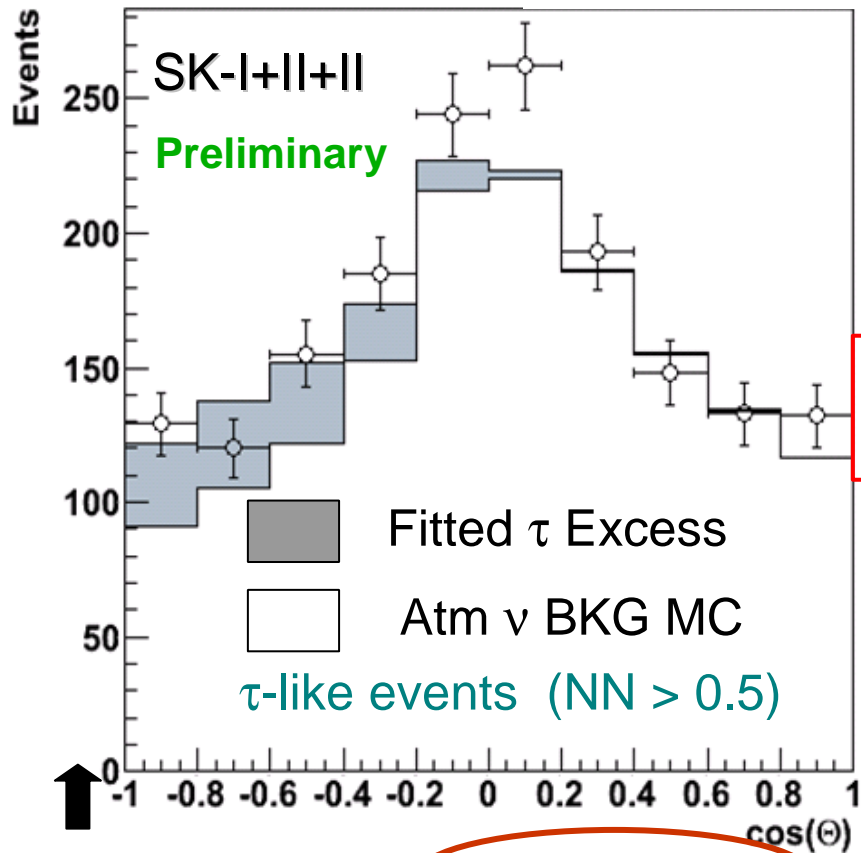 Events
SK-I+II+II
Preliminary
250
200
150
100
50
0
Fitted τ Excess
Atm ν BKG MC
τ-like events (NN > 0.5)
-1 -0.8 -0.6 -0.4 -0.2 0 0.2 0.4 0.6 0.8 1
cos(Θ)